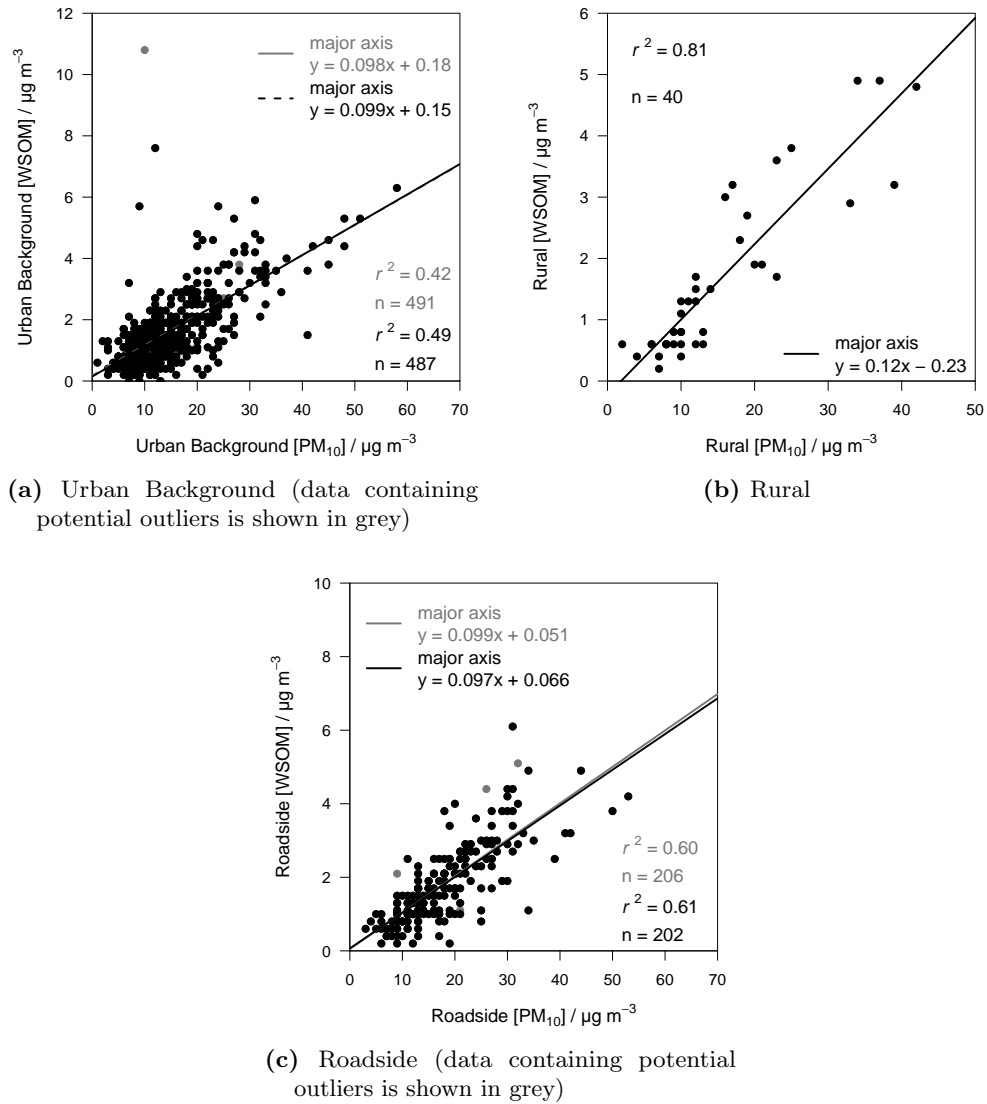 12
10
8
6
4
2
0
Urban Background [WSOM] / µg m⁻³
major axis
y = 0.098x + 0.18
major axis
y = 0.099x + 0.15
r ² = 0.42
n = 491
r ² = 0.49
n = 487
0 10 20 30 40 50 60 70
Urban Background [PM₁₀] / µg m⁻³
(a) Urban Background (data containing
potential outliers is shown in grey)
6
5
4
3
2
1
0
Rural [WSOM] / µg m⁻³
r ² = 0.81
n = 40
major axis
y = 0.12x − 0.23
0 10 20 30 40 50
Rural [PM₁₀] / µg m⁻³
(b) Rural
10
8
6
4
2
0
Roadside [WSOM] / µg m⁻³
major axis
y = 0.099x + 0.051
major axis
y = 0.097x + 0.066
r ² = 0.60
n = 206
r ² = 0.61
n = 202
0 10 20 30 40 50 60 70
Roadside [PM₁₀] / µg m⁻³
(c) Roadside (data containing potential
outliers is shown in grey)